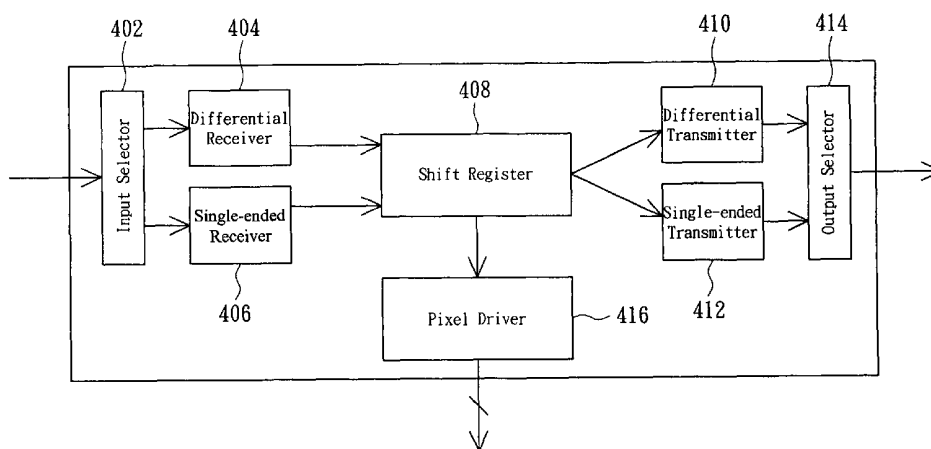 402
404
410
414
Input Selector
Differential
Receiver
408
Differential
Transmitter
Output Selector
Shift Register
Single-ended
Receiver
Single-ended
Transmitter
406
412
Pixel Driver
416